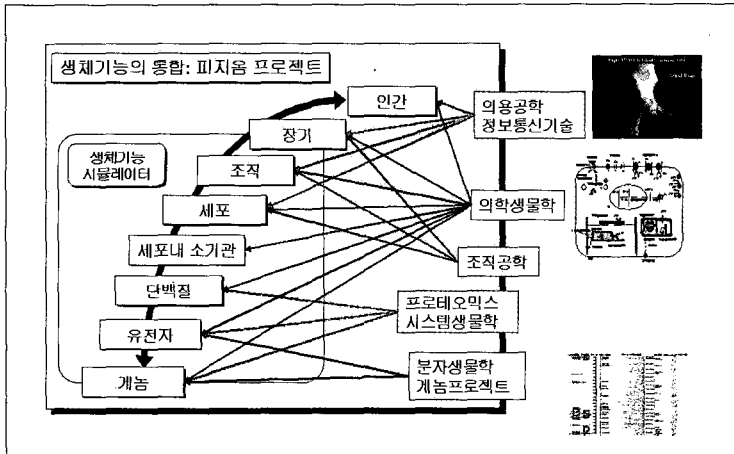 생체기능의 통합: 피지옴 프로젝트
인간
장기
조직
세포
세포내 소기관
단백질
유전자
게놈
생체기능
시뮬레이터
의용공학
정보통신기술
의학생물학
조직공학
프로테오믹스
시스템생물학
분자생물학
게놈프로젝트